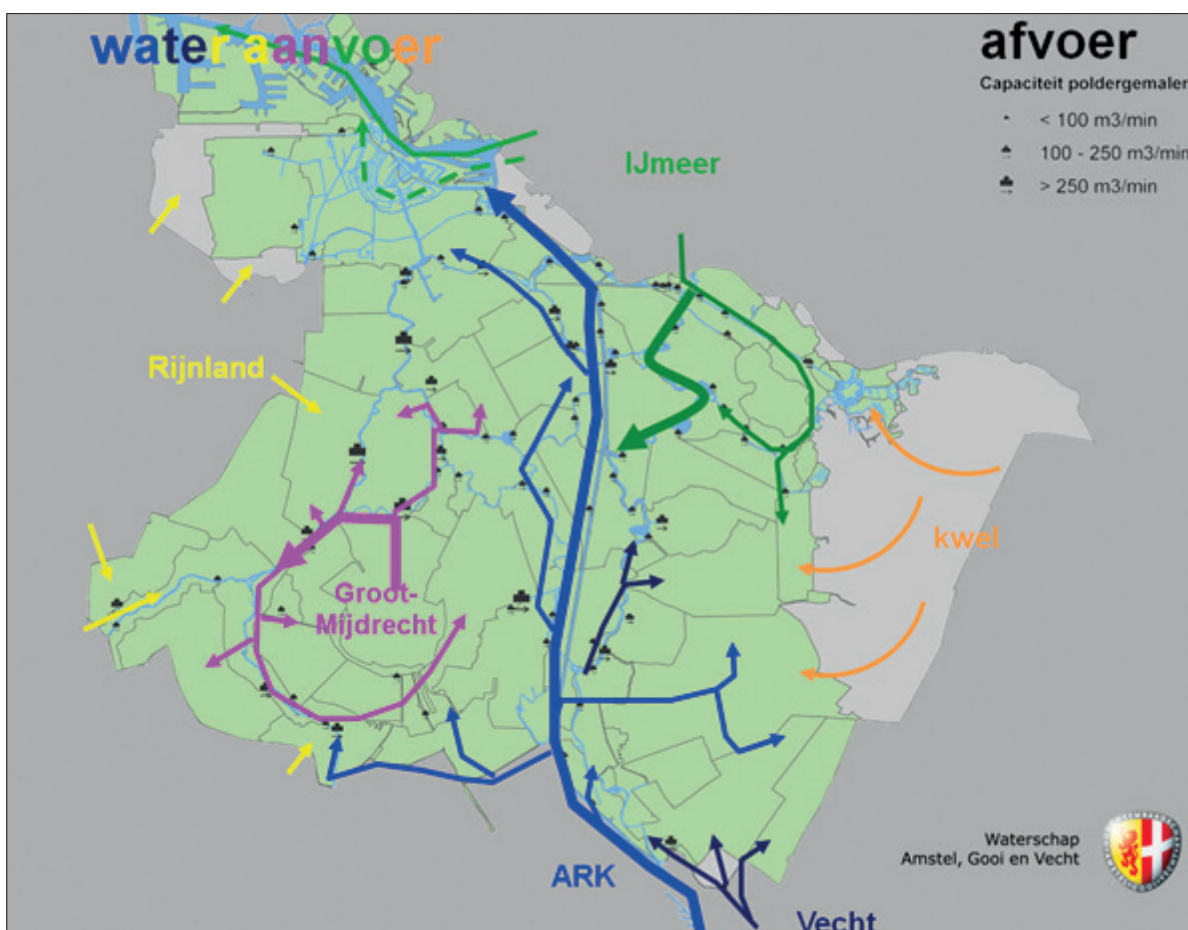 water aanvoer
afvoer
Capaciteit poldergemalen
< 100 m3/min
100 - 250 m3/min
> 250 m3/min
IJmeer
Rijnland
kwel
Groot-
Mijdrecht
Waterschap
Amstel, Gooi en Vecht
ARK
Vecht